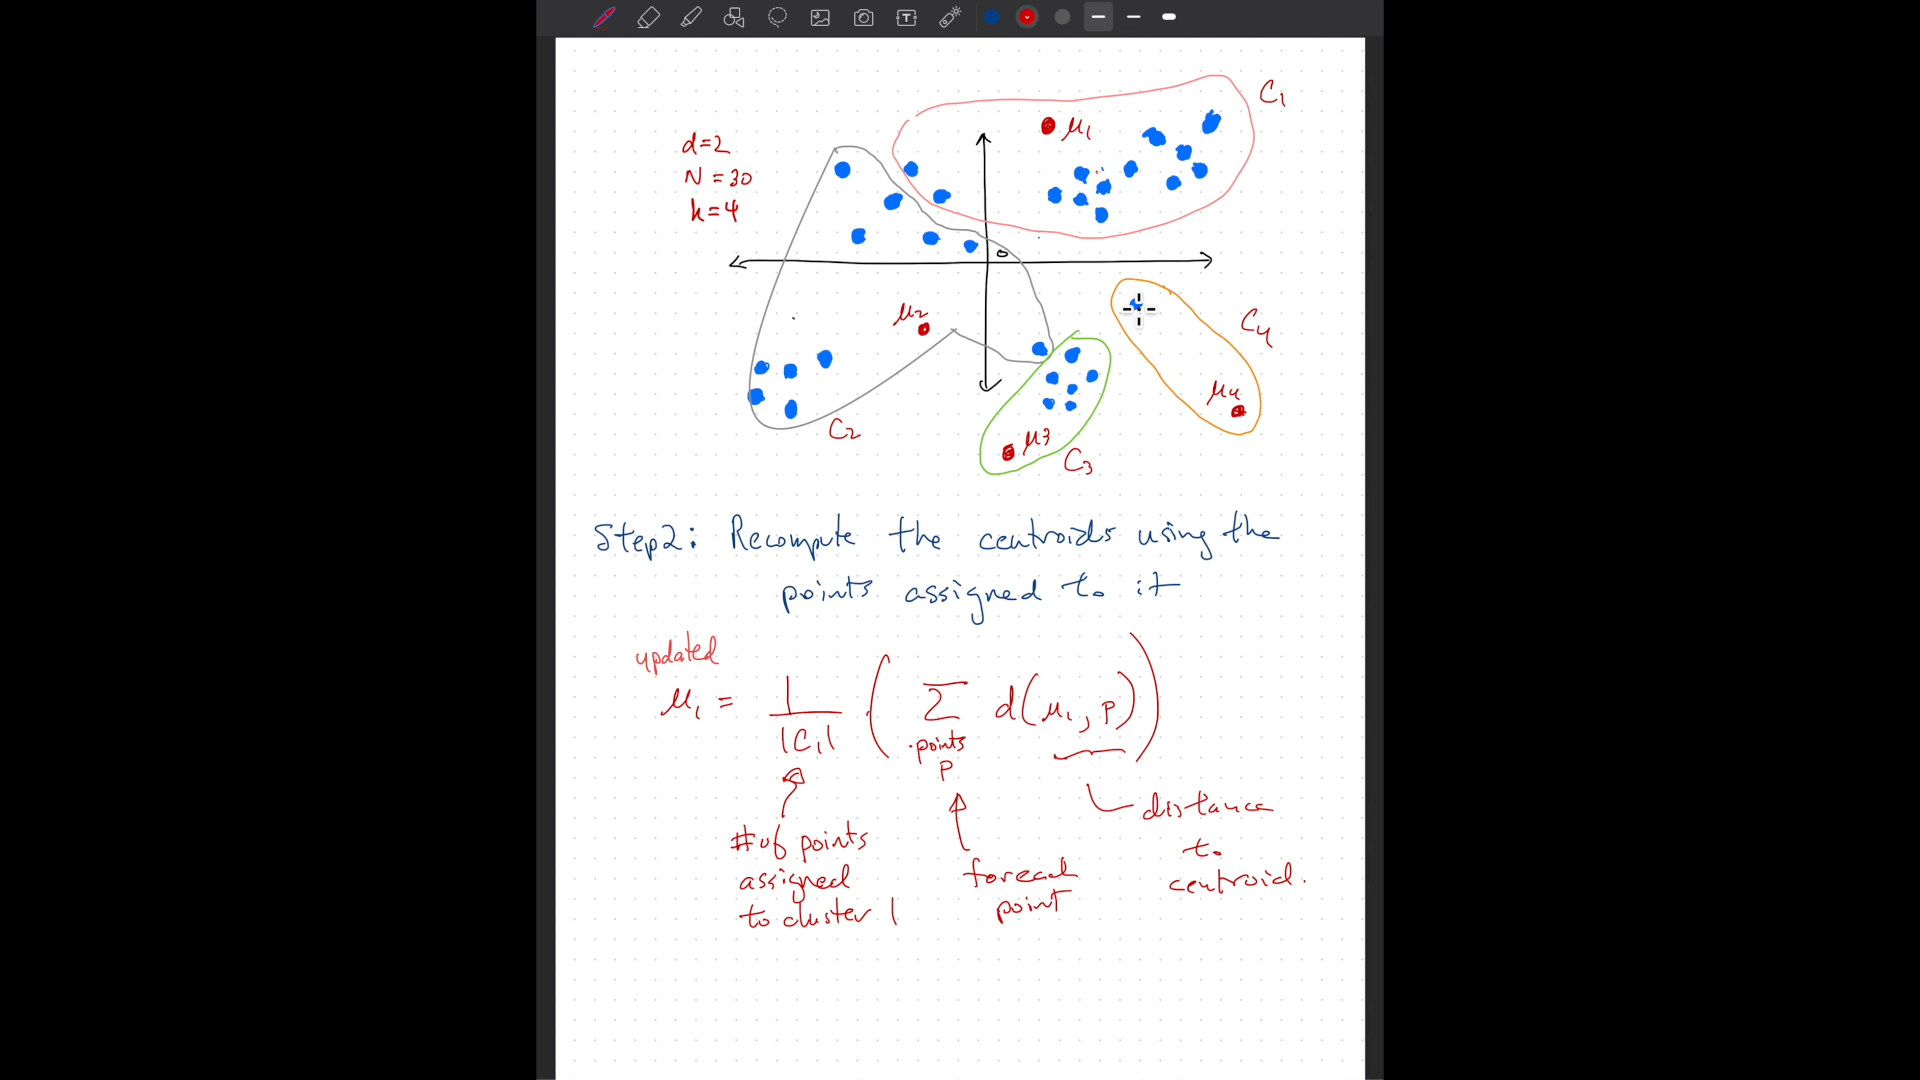 C1
μ1
d=2
N=30
k=4
0
μ2
C4
μ4
C2
μ3
C3
Step2: Recompute the centroids using the
points assigned to it
updated
μ1 = 1/|C1| · ( Σ d(μ1, p) )
points
p
# of points
assigned
to cluster 1
foreach
point
distance
to
centroid.